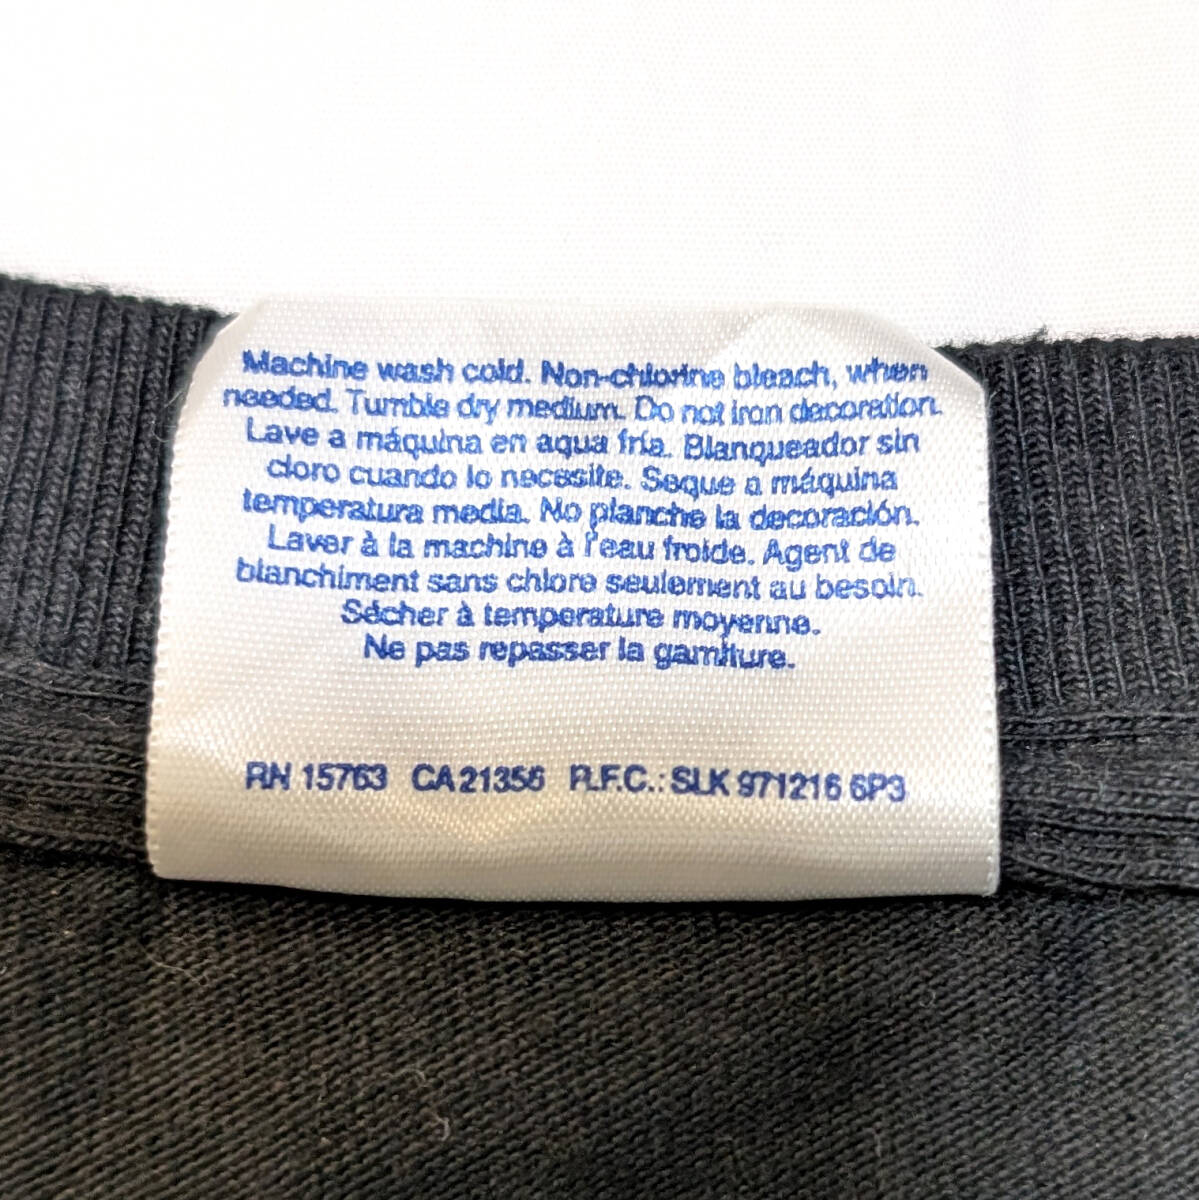 Machine wash cold. Non-chlorine bleach, when
needed. Tumble dry medium. Do not iron decoration.
Lave a máquina en aqua fría. Blanqueador sin
cloro cuando lo necesite. Seque a máquina
temperatura media. No planche la decoración.
Laver à la machine à l'eau froide. Agent de
blanchiment sans chlore seulement au besoin.
Sécher à temperature moyenne.
Ne pas repasser la garniture.
RN 15763 CA21356 R.F.C.: SLK 971216 6P3